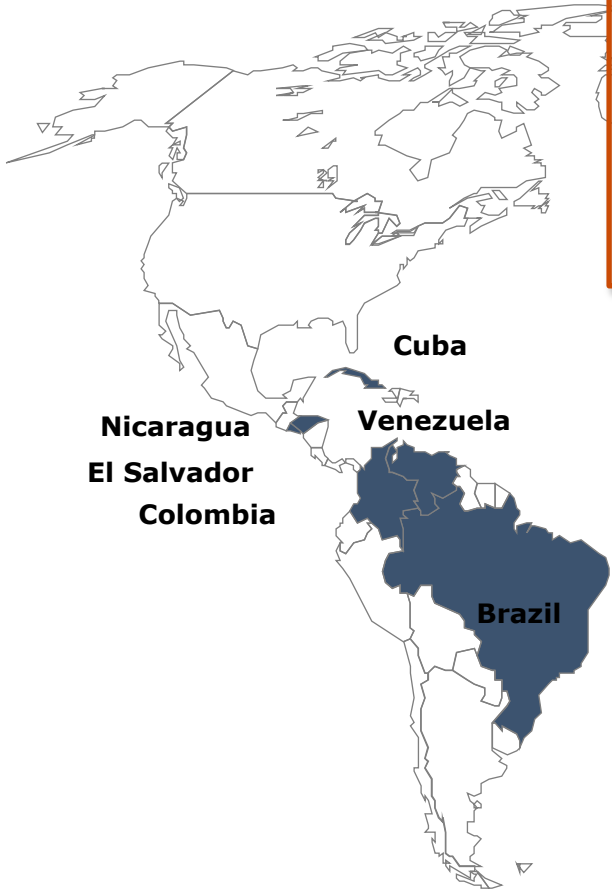 Cuba
Venezuela
Nicaragua
El Salvador
Colombia
Brazil